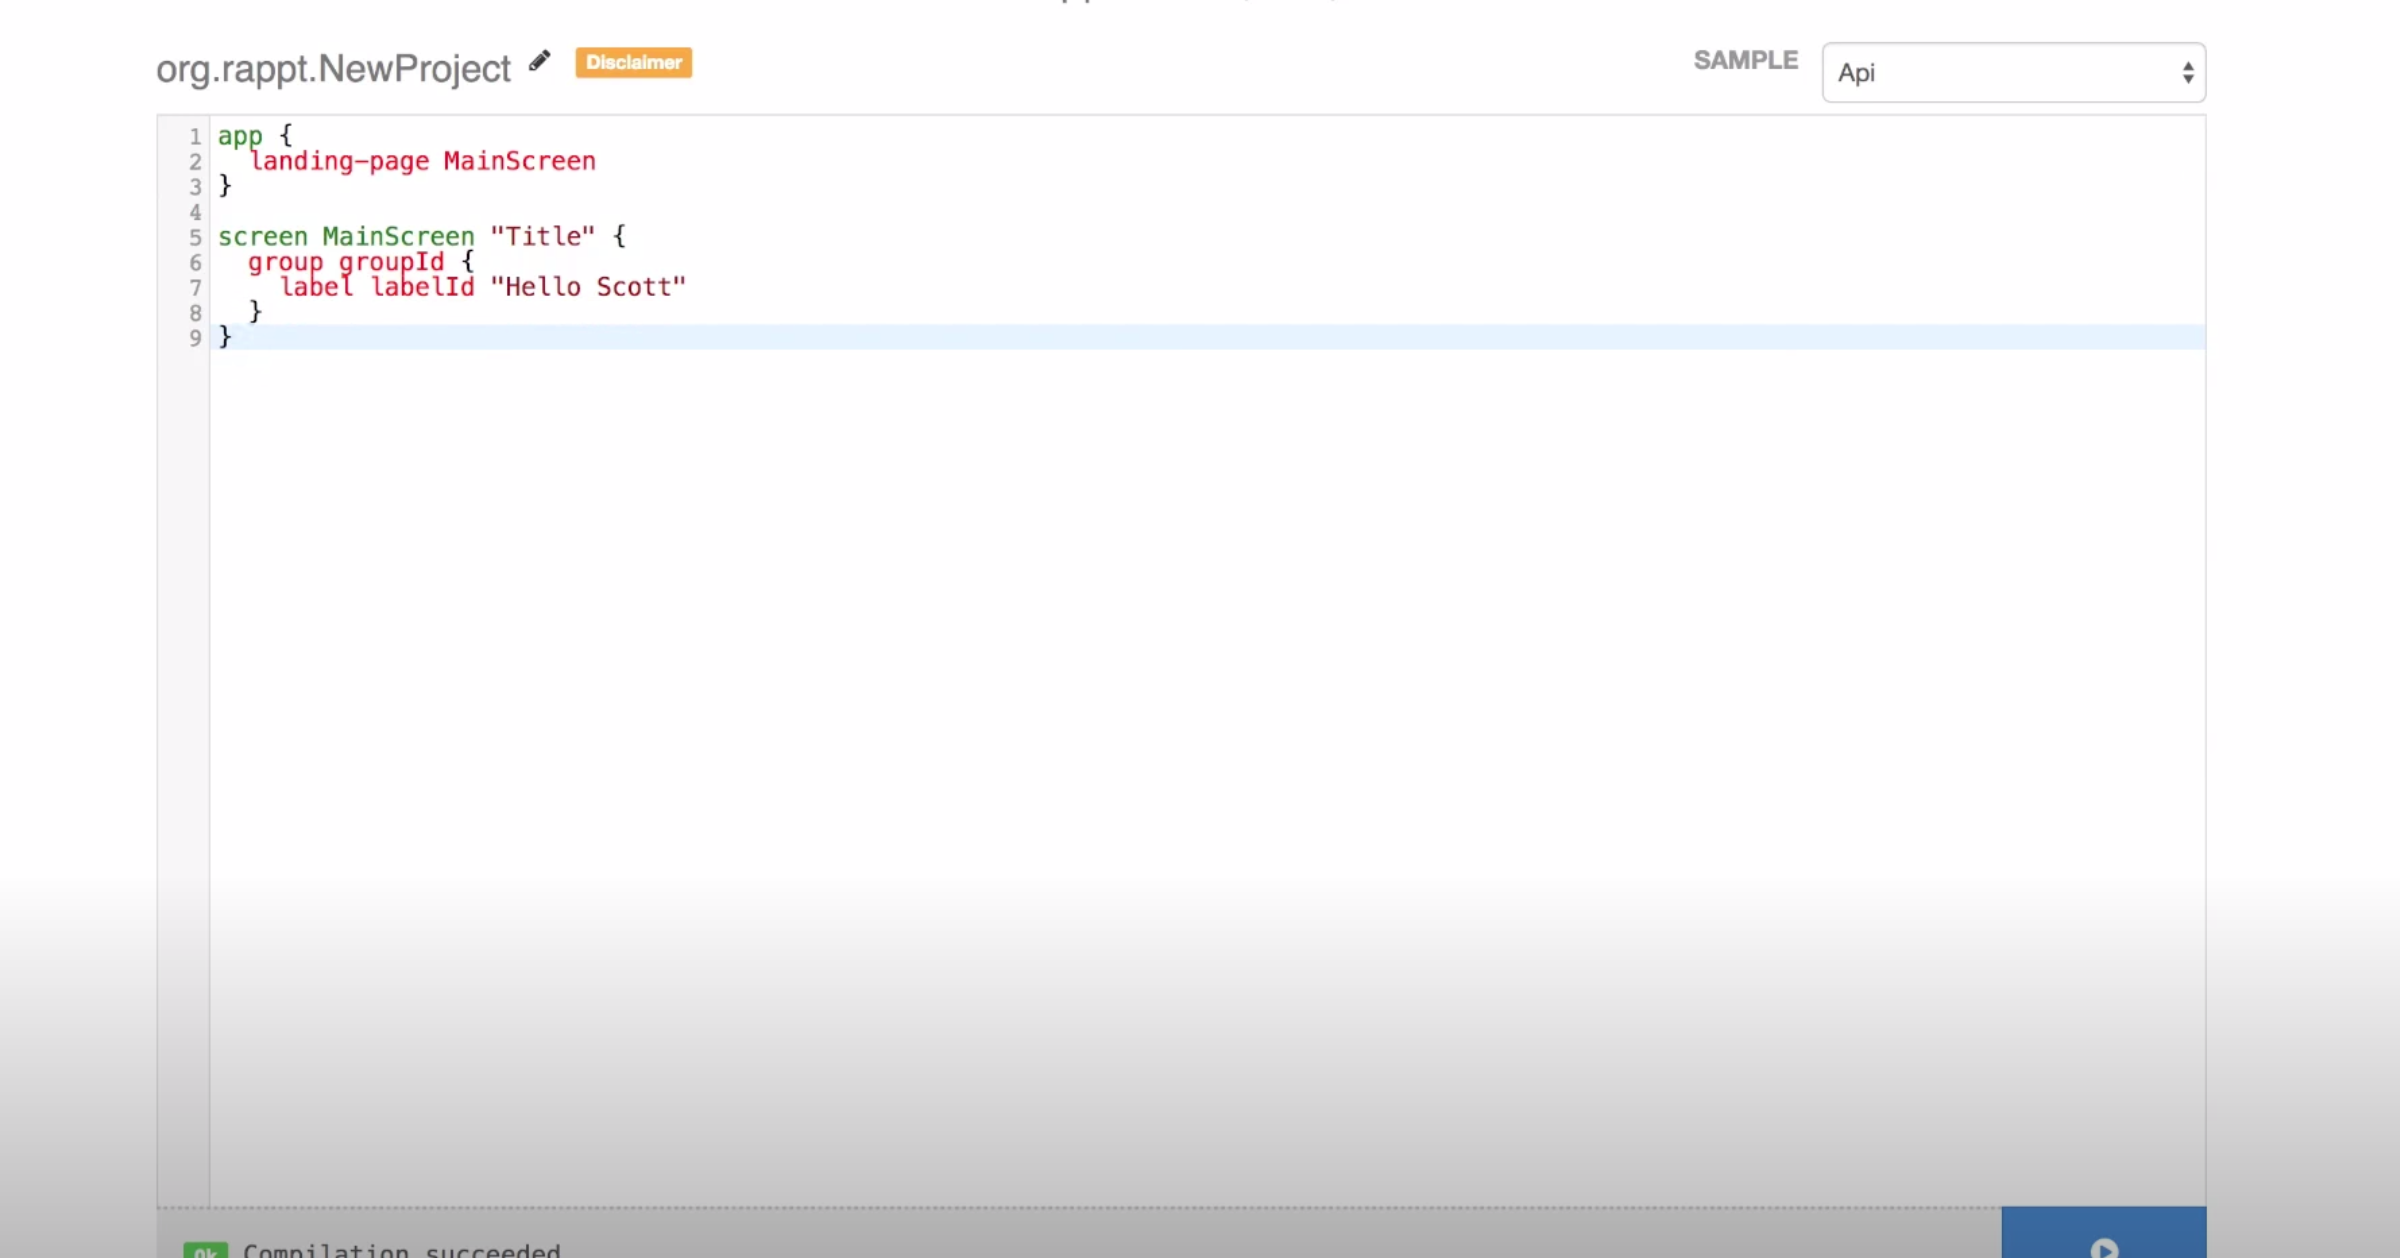 org.rappt.NewProject Disclaimer SAMPLE Api
1 app {
2   landing-page MainScreen
3 }
4
5 screen MainScreen "Title" {
6   group groupId {
7     label labelId "Hello Scott"
8   }
9 }
Ok Compilation succeeded